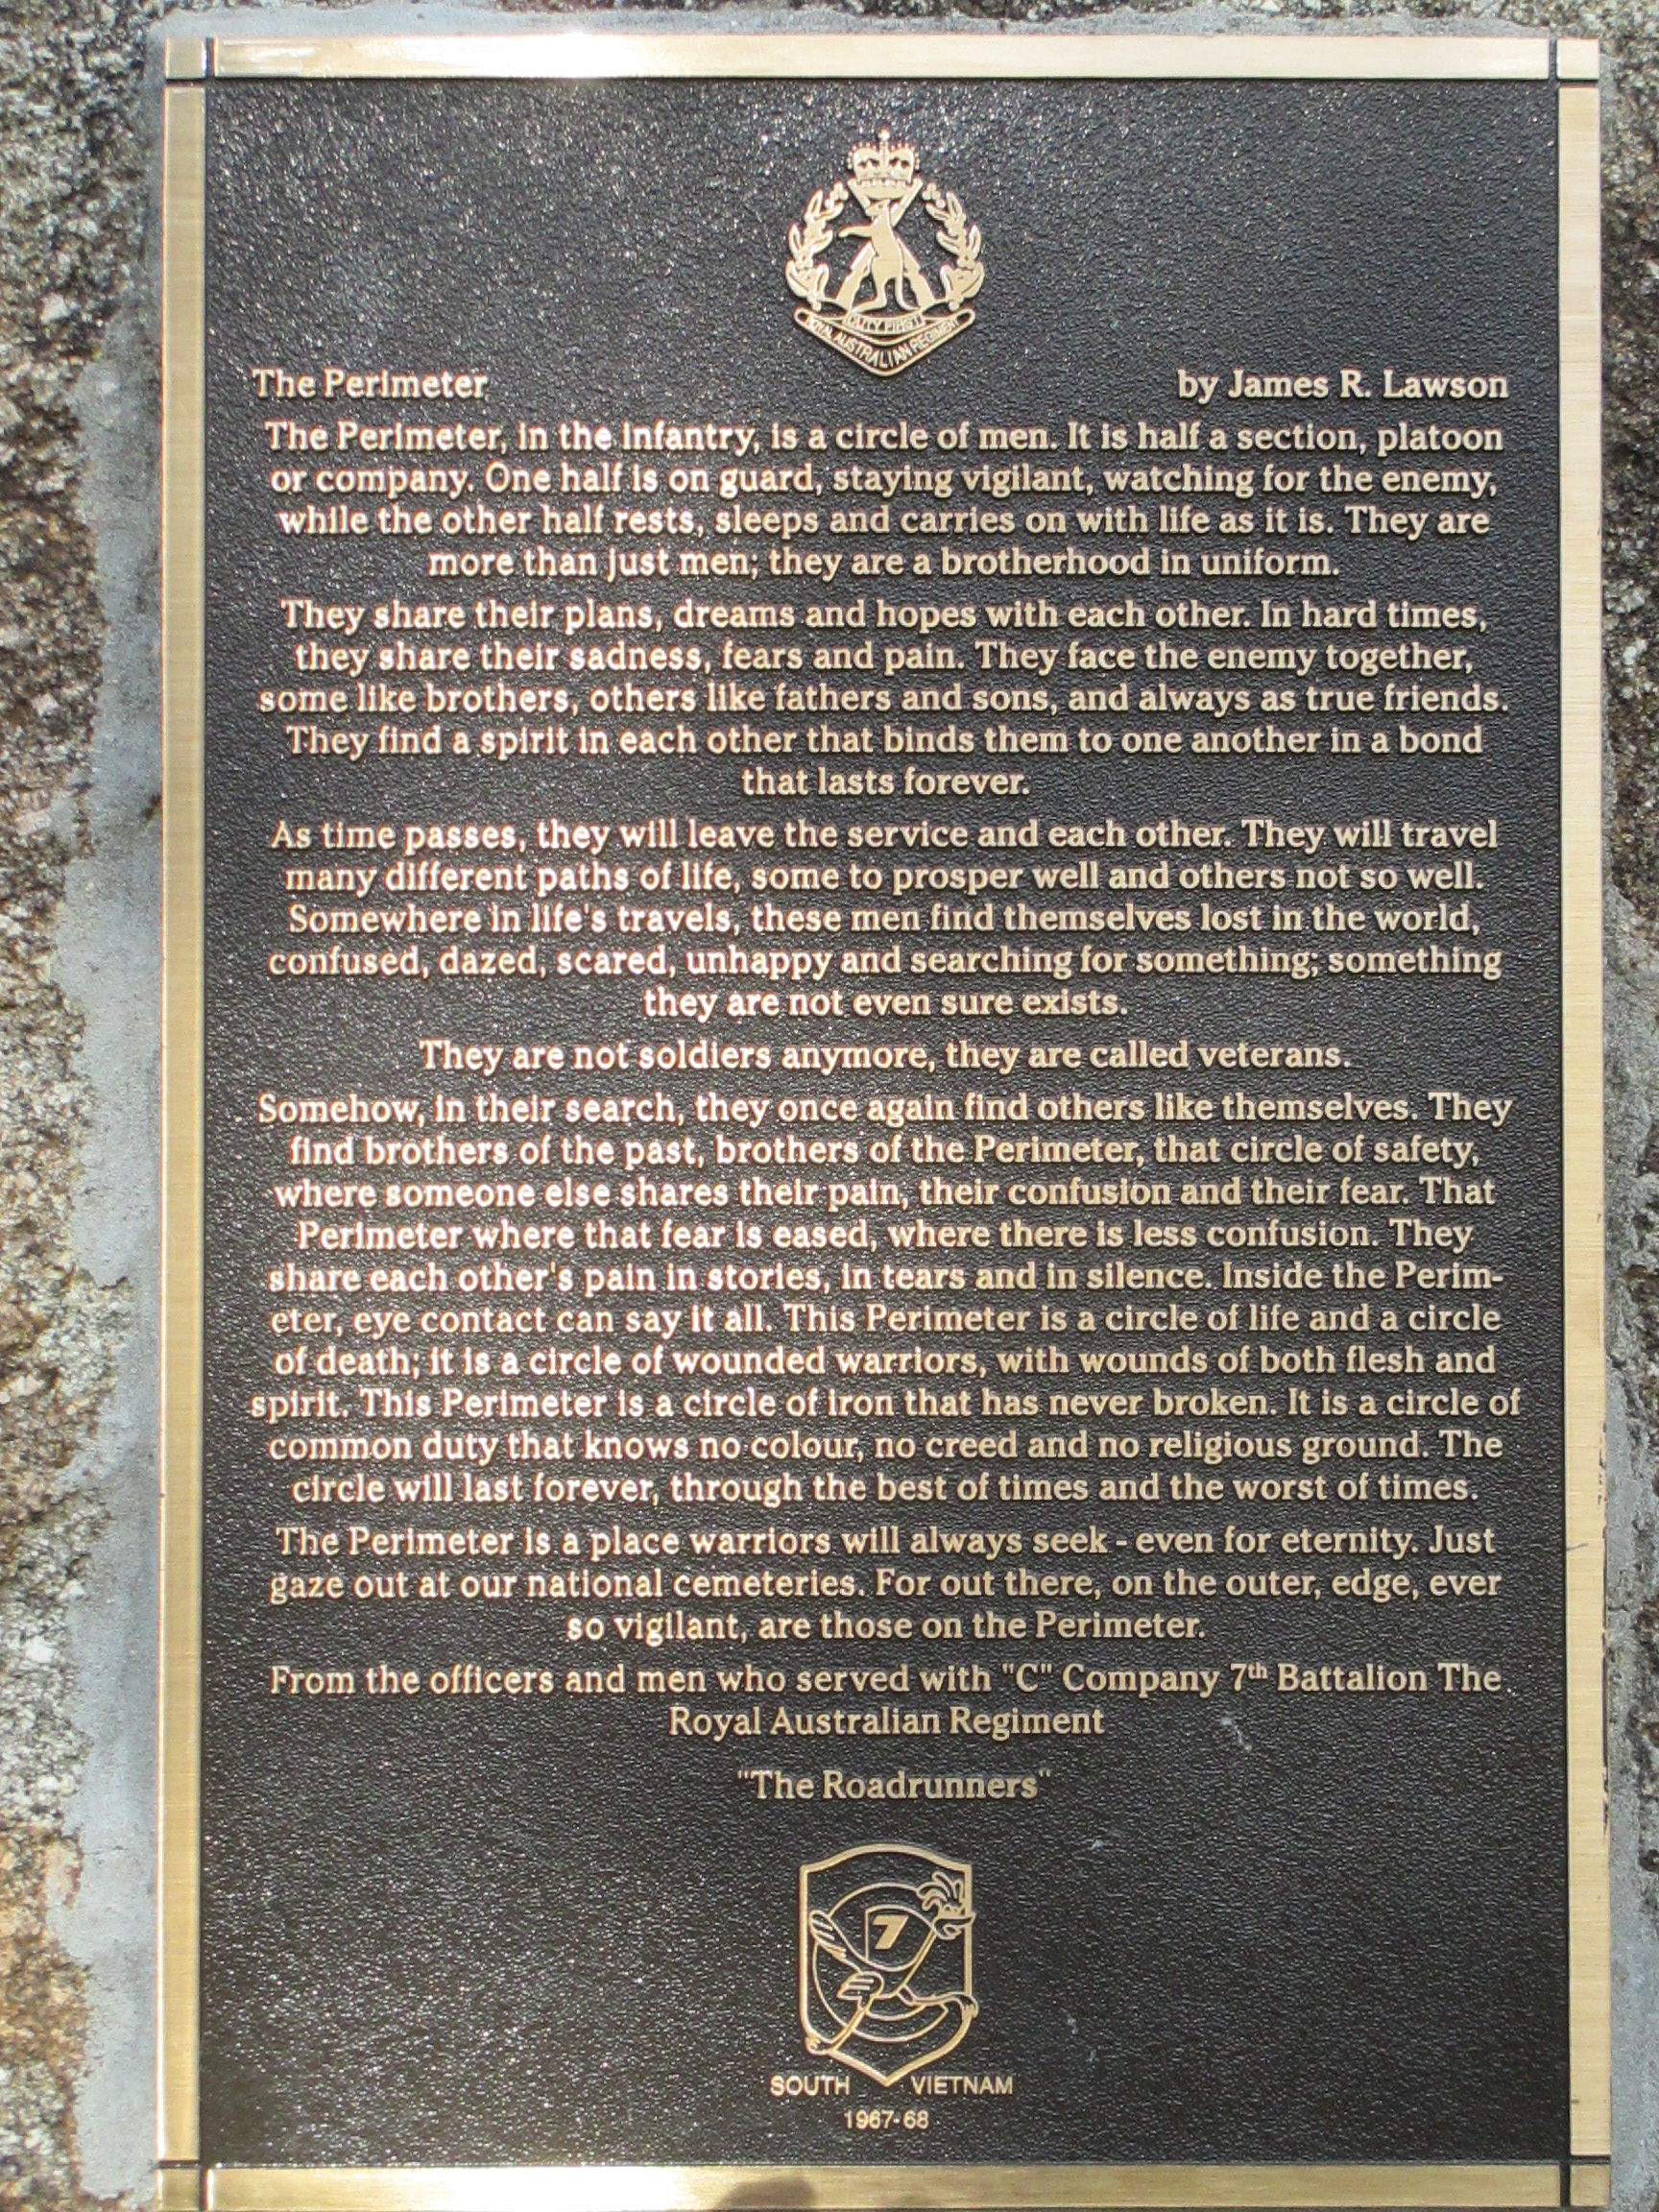 DUTY FIRST
ROYAL AUSTRALIAN REGIMENT
The Perimeter by James R. Lawson
The Perimeter, in the infantry, is a circle of men. It is half a section, platoon
or company. One half is on guard, staying vigilant, watching for the enemy,
while the other half rests, sleeps and carries on with life as it is. They are
more than just men; they are a brotherhood in uniform.
They share their plans, dreams and hopes with each other. In hard times,
they share their sadness, fears and pain. They face the enemy together,
some like brothers, others like fathers and sons, and always as true friends.
They find a spirit in each other that binds them to one another in a bond
that lasts forever.
As time passes, they will leave the service and each other. They will travel
many different paths of life, some to prosper well and others not so well.
Somewhere in life's travels, these men find themselves lost in the world,
confused, dazed, scared, unhappy and searching for something; something
they are not even sure exists.
They are not soldiers anymore, they are called veterans.
Somehow, in their search, they once again find others like themselves. They
find brothers of the past, brothers of the Perimeter, that circle of safety,
where someone else shares their pain, their confusion and their fear. That
Perimeter where that fear is eased, where there is less confusion. They
share each other's pain in stories, in tears and in silence. Inside the Perim-
eter, eye contact can say it all. This Perimeter is a circle of life and a circle
of death; it is a circle of wounded warriors, with wounds of both flesh and
spirit. This Perimeter is a circle of iron that has never broken. It is a circle of
common duty that knows no colour, no creed and no religious ground. The
circle will last forever, through the best of times and the worst of times.
The Perimeter is a place warriors will always seek - even for eternity. Just
gaze out at our national cemeteries. For out there, on the outer, edge, ever
so vigilant, are those on the Perimeter.
From the officers and men who served with "C" Company 7th Battalion The
Royal Australian Regiment
"The Roadrunners"
7
SOUTH VIETNAM
1967-68